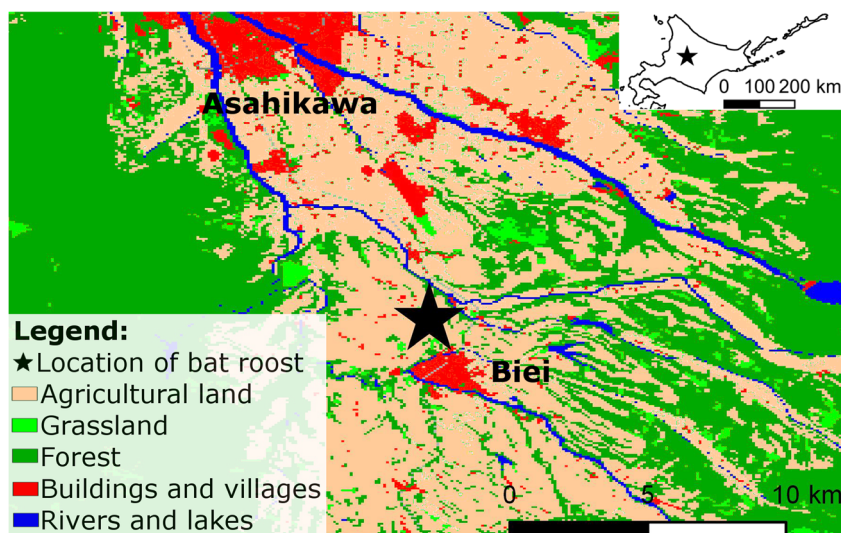 Asahikawa
0 100 200 km
Legend:
Location of bat roost
Agricultural land
Grassland
Forest
Buildings and villages
Rivers and lakes
Biei
0 5 10 km